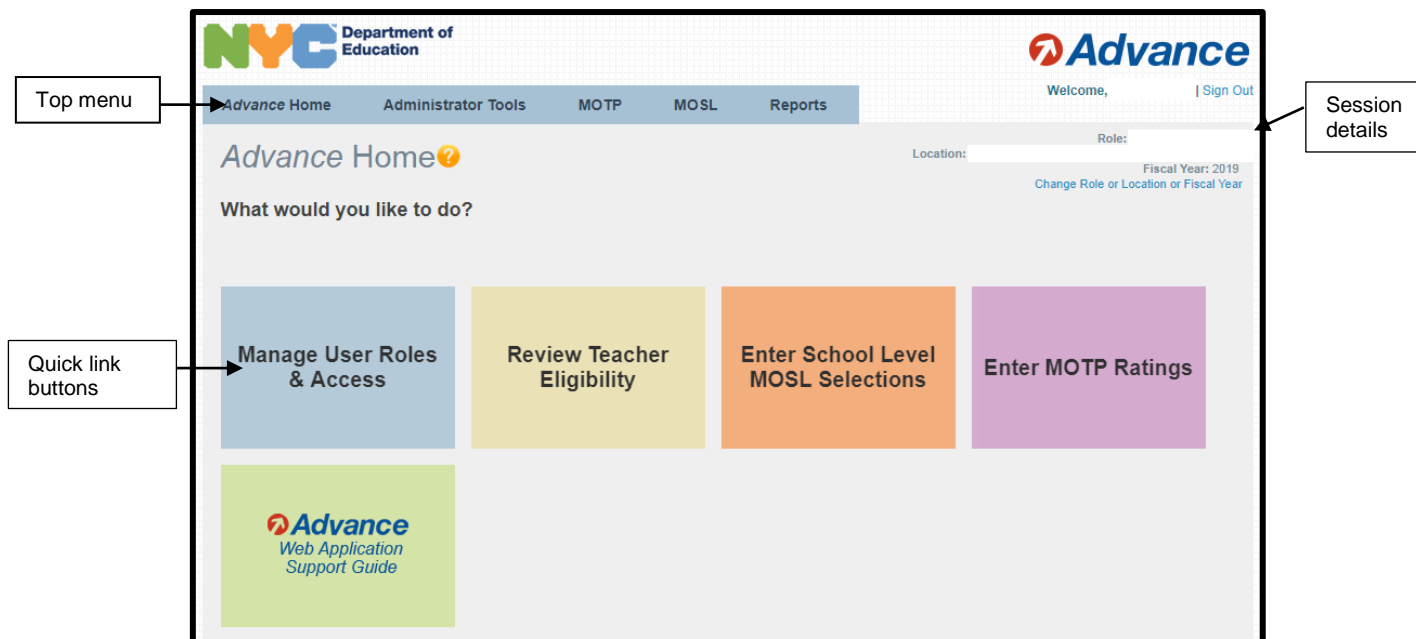 NYC Department of
Education
Advance
Top menu
Advance Home Administrator Tools MOTP MOSL Reports
Welcome, | Sign Out
Session
details
Advance Home?
Role:
Location:
Fiscal Year: 2019
Change Role or Location or Fiscal Year
What would you like to do?
Quick link
buttons
Manage User Roles
& Access
Review Teacher
Eligibility
Enter School Level
MOSL Selections
Enter MOTP Ratings
Advance
Web Application
Support Guide